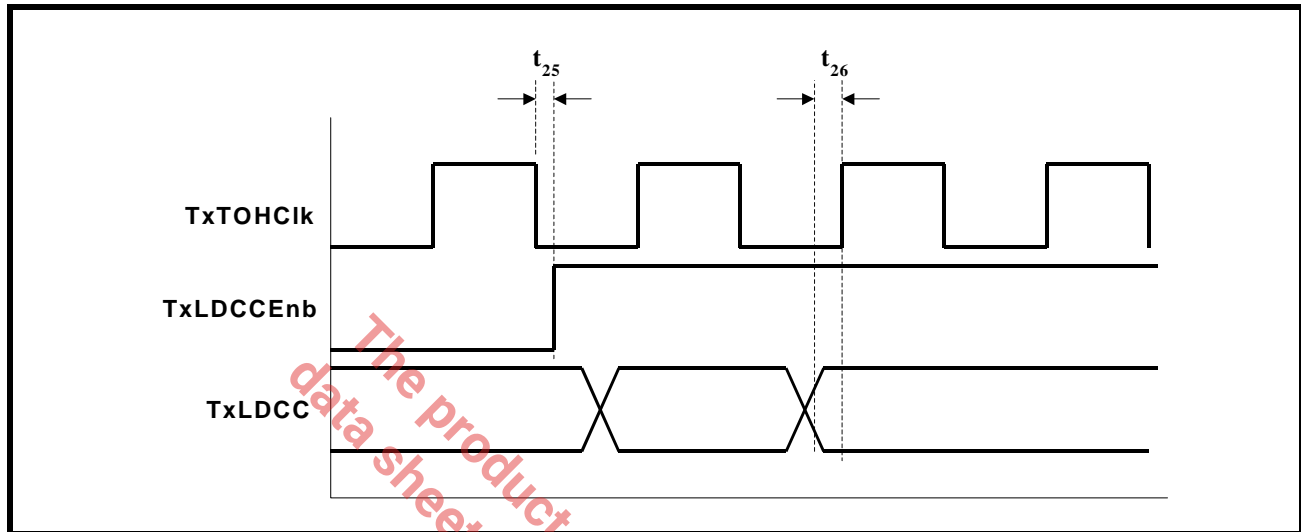 t25
t26
TxTOHClk
TxLDCCEnb
TxLDCC
The product
data sheet